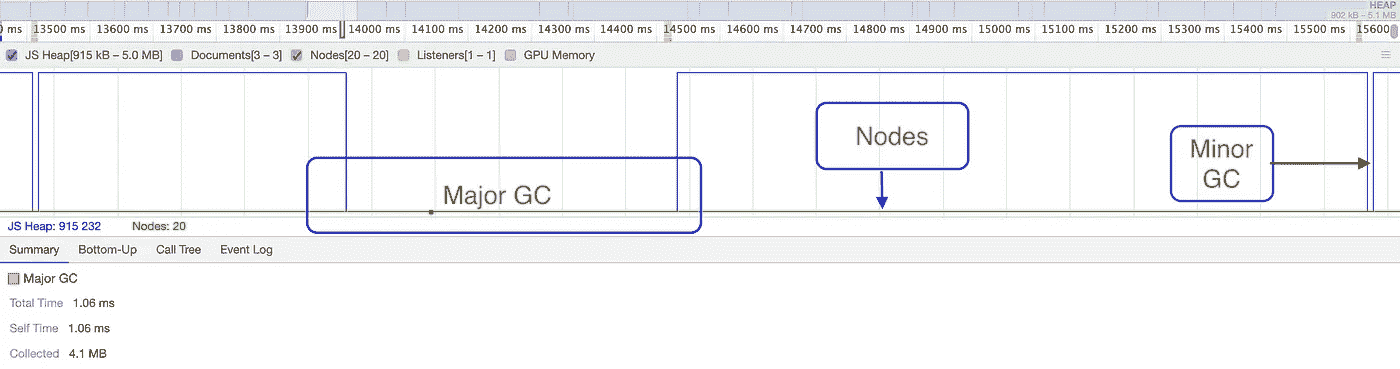 HEAP
902 kB – 5.1 MB
ms 13500 ms 13600 ms 13700 ms 13800 ms 13900 ms 14000 ms 14100 ms 14200 ms 14300 ms 14400 ms 14500 ms 14600 ms 14700 ms 14800 ms 14900 ms 15000 ms 15100 ms 15200 ms 15300 ms 15400 ms 15500 ms 15600
JS Heap[915 kB – 5.0 MB] Documents[3 – 3] Nodes[20 – 20] Listeners[1 – 1] GPU Memory
Nodes
Minor
GC
Major GC
JS Heap: 915 232 Nodes: 20
Summary Bottom-Up Call Tree Event Log
Major GC
Total Time 1.06 ms
Self Time 1.06 ms
Collected 4.1 MB